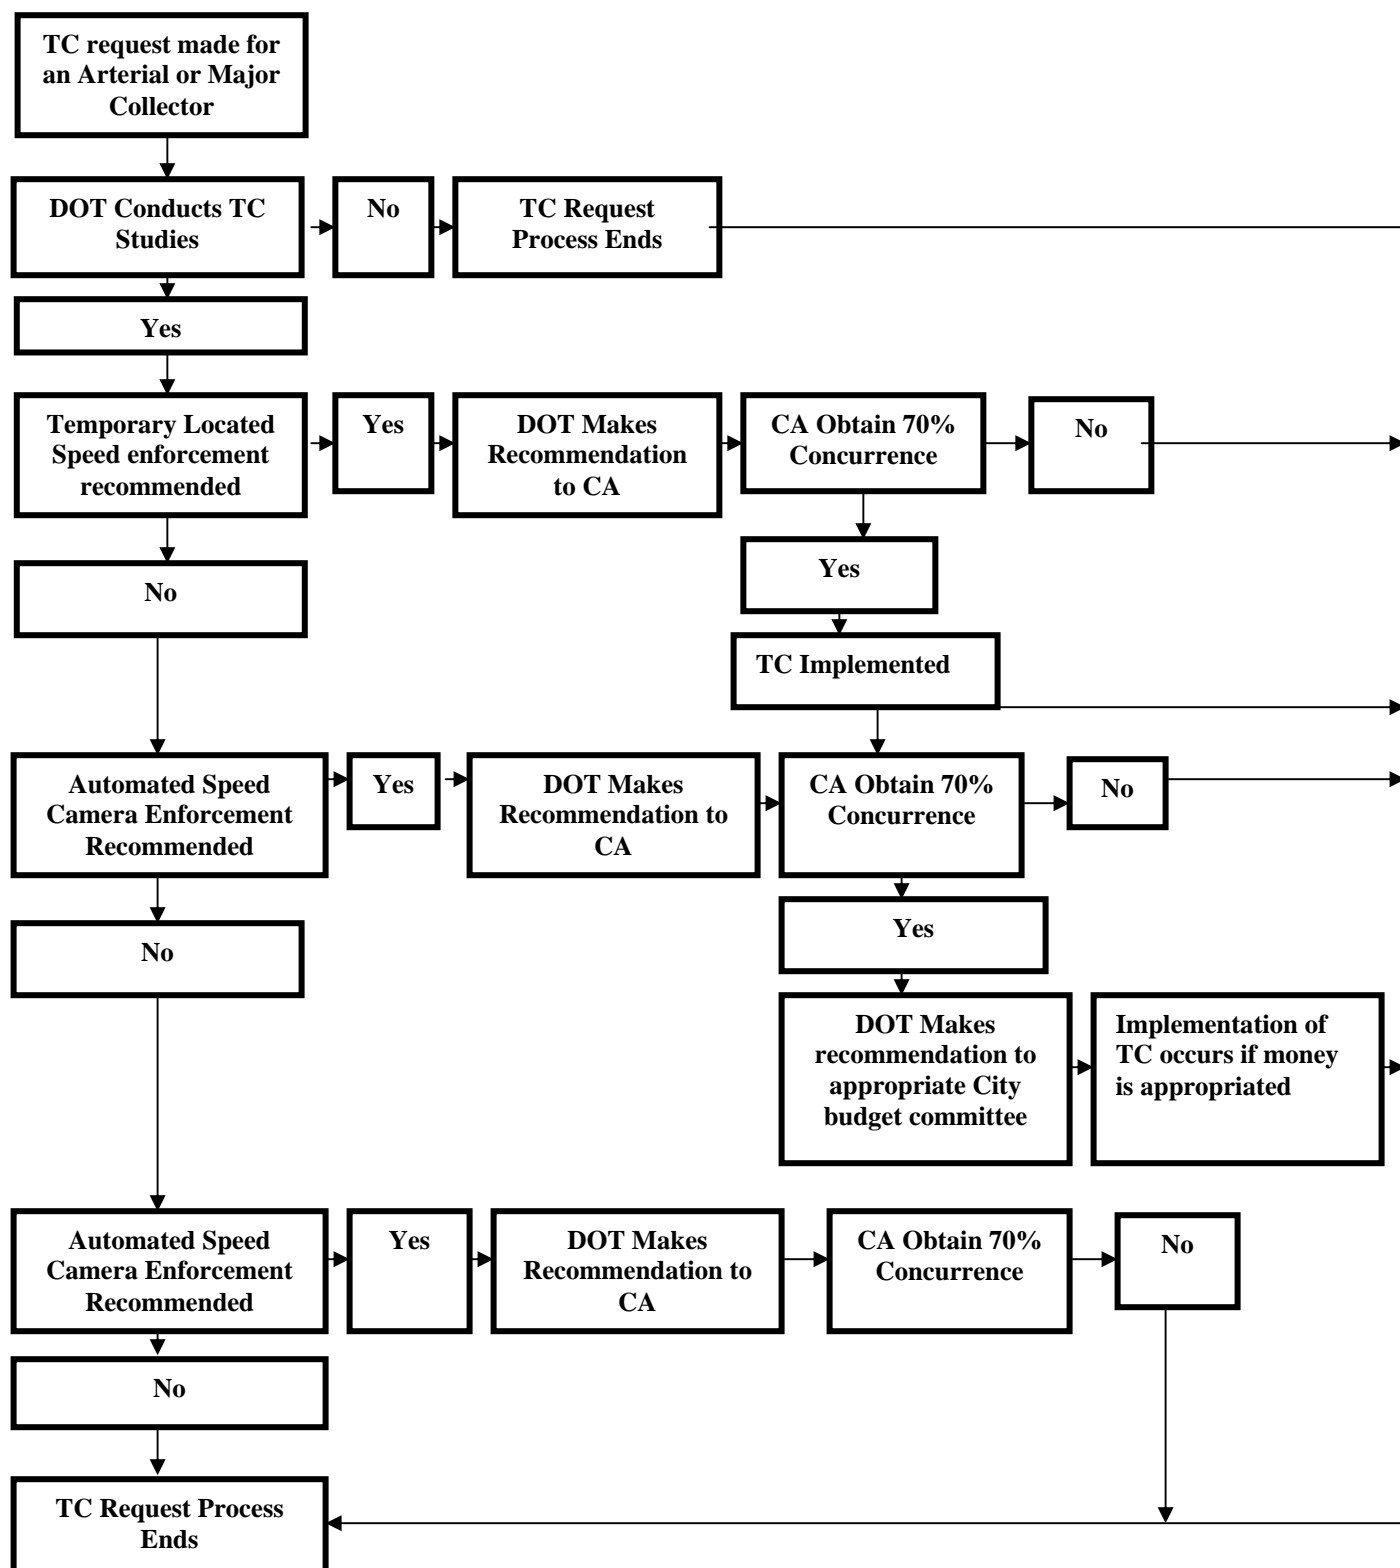 TC request made for
an Arterial or Major
Collector
DOT Conducts TC
Studies
No
TC Request
Process Ends
Yes
Temporary Located
Speed enforcement
recommended
Yes
DOT Makes
Recommendation
to CA
CA Obtain 70%
Concurrence
No
No
Yes
TC Implemented
Automated Speed
Camera Enforcement
Recommended
Yes
DOT Makes
Recommendation to
CA
CA Obtain 70%
Concurrence
No
No
Yes
DOT Makes
recommendation to
appropriate City
budget committee
Implementation of
TC occurs if money
is appropriated
Automated Speed
Camera Enforcement
Recommended
Yes
DOT Makes
Recommendation to
CA
CA Obtain 70%
Concurrence
No
No
TC Request Process
Ends